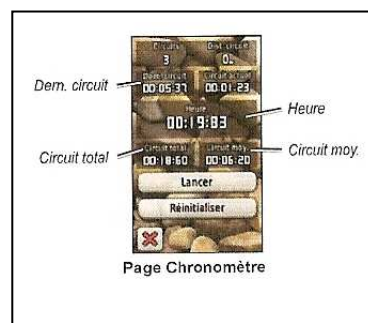 Circuits Dist. circuit
3 0.
Dern. circuit Circuit actuel
00:05:37 00:01:23
Dern. circuit
Heure
Heure
00:19:83
Circuit total Circuit moy.
Circuit total
Circuit moy.
00:18:60 00:06:20
Lancer
Réinitialiser
Page Chronomètre